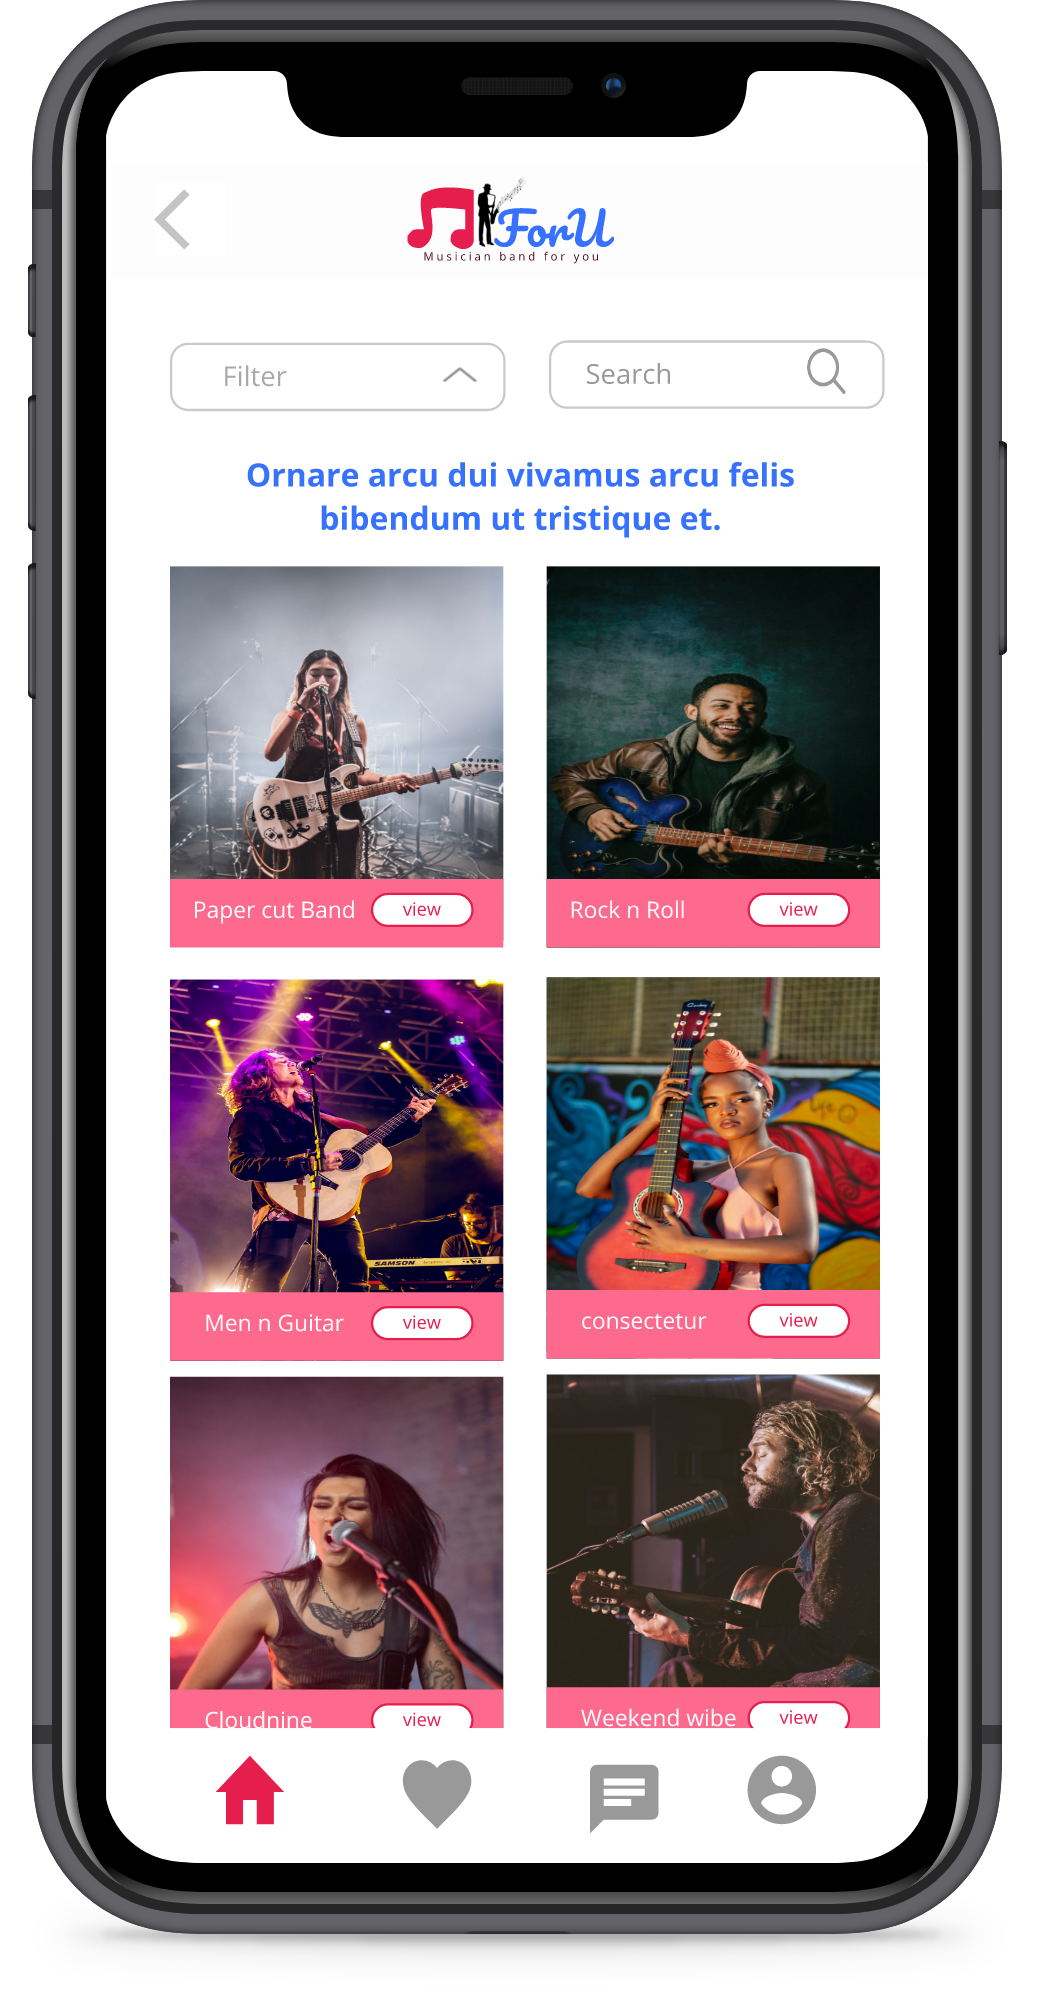 ForU
Musician band for you
Filter
Search
Ornare arcu dui vivamus arcu felis
bibendum ut tristique et.
Paper cut Band
view
Rock n Roll
view
SAMSON
Men n Guitar
view
consectetur
view
Cloudnine
view
Weekend wibe
view